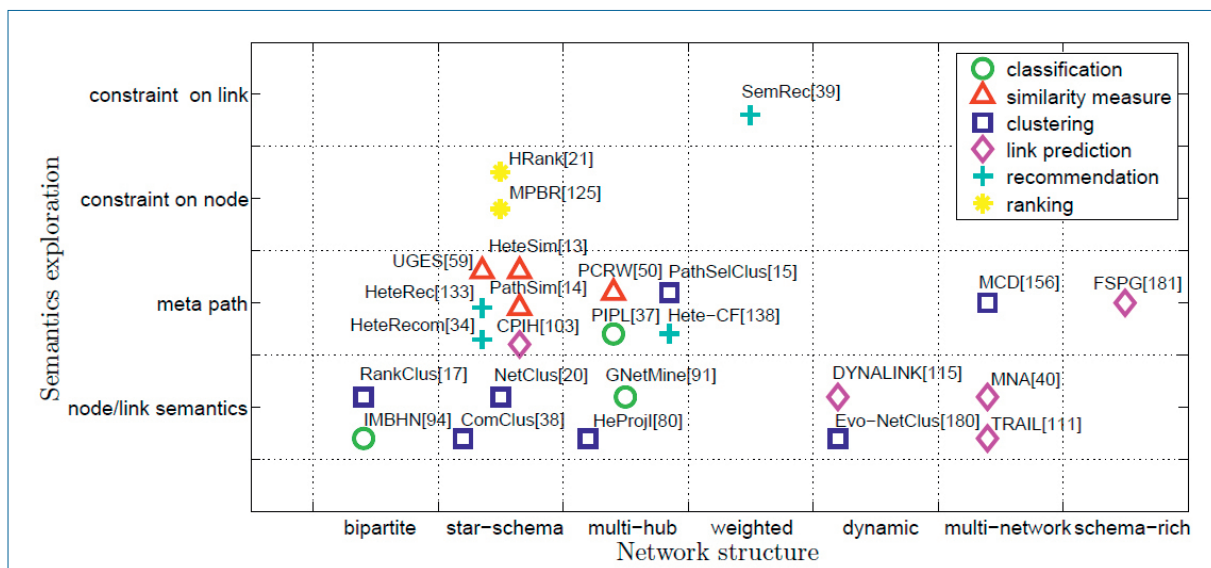 constraint on link
constraint on node
meta path
node/link semantics
Semantics exploration
SemRec[39]
HRank[21]
MPBR[125]
UGES[59]
HeteSim[13]
HeteRec[133]
PathSim[14]
HeteRecom[34]
CPIH[103]
PCRW[50]
PathSelClus[15]
PIPL[37]
Hete-CF[138]
MCD[156]
FSPG[181]
RankClus[17]
NetClus[20]
GNetMine[91]
DYNALINK[115]
MNA[40]
IMBHN[94]
ComClus[38]
HeProjI[80]
Evo-NetClus[180]
TRAIL[111]
classification
similarity measure
clustering
link prediction
recommendation
ranking
bipartite
star-schema
multi-hub
weighted
dynamic
multi-network
schema-rich
Network structure